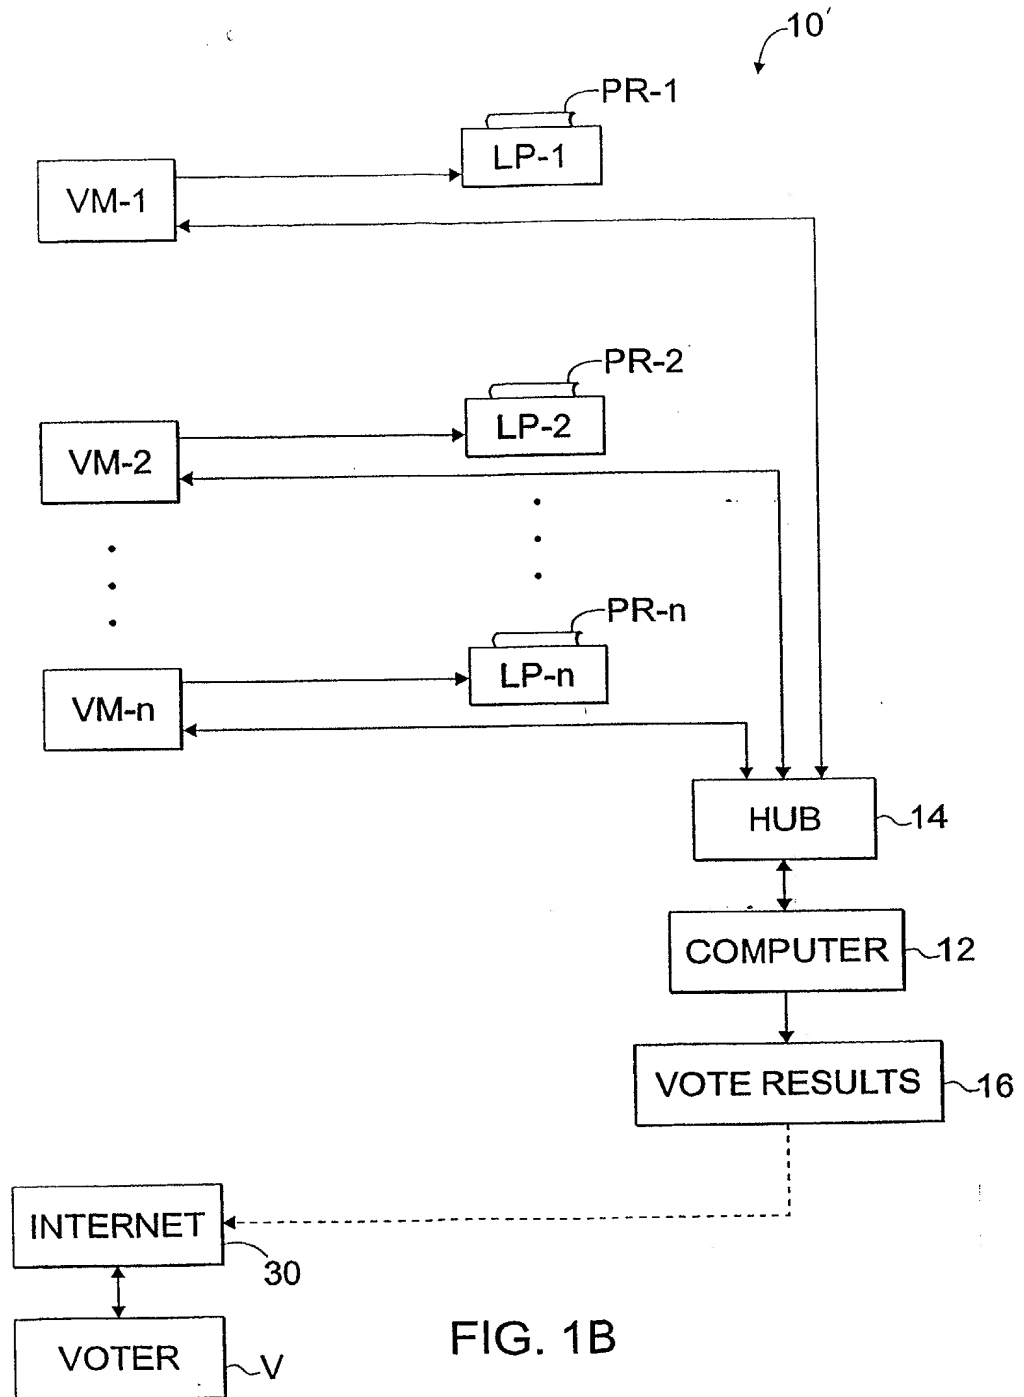 10'
PR-1
LP-1
VM-1
PR-2
LP-2
VM-2
PR-n
LP-n
VM-n
HUB
14
COMPUTER
12
VOTE RESULTS
16
INTERNET
30
VOTER
V
FIG. 1B